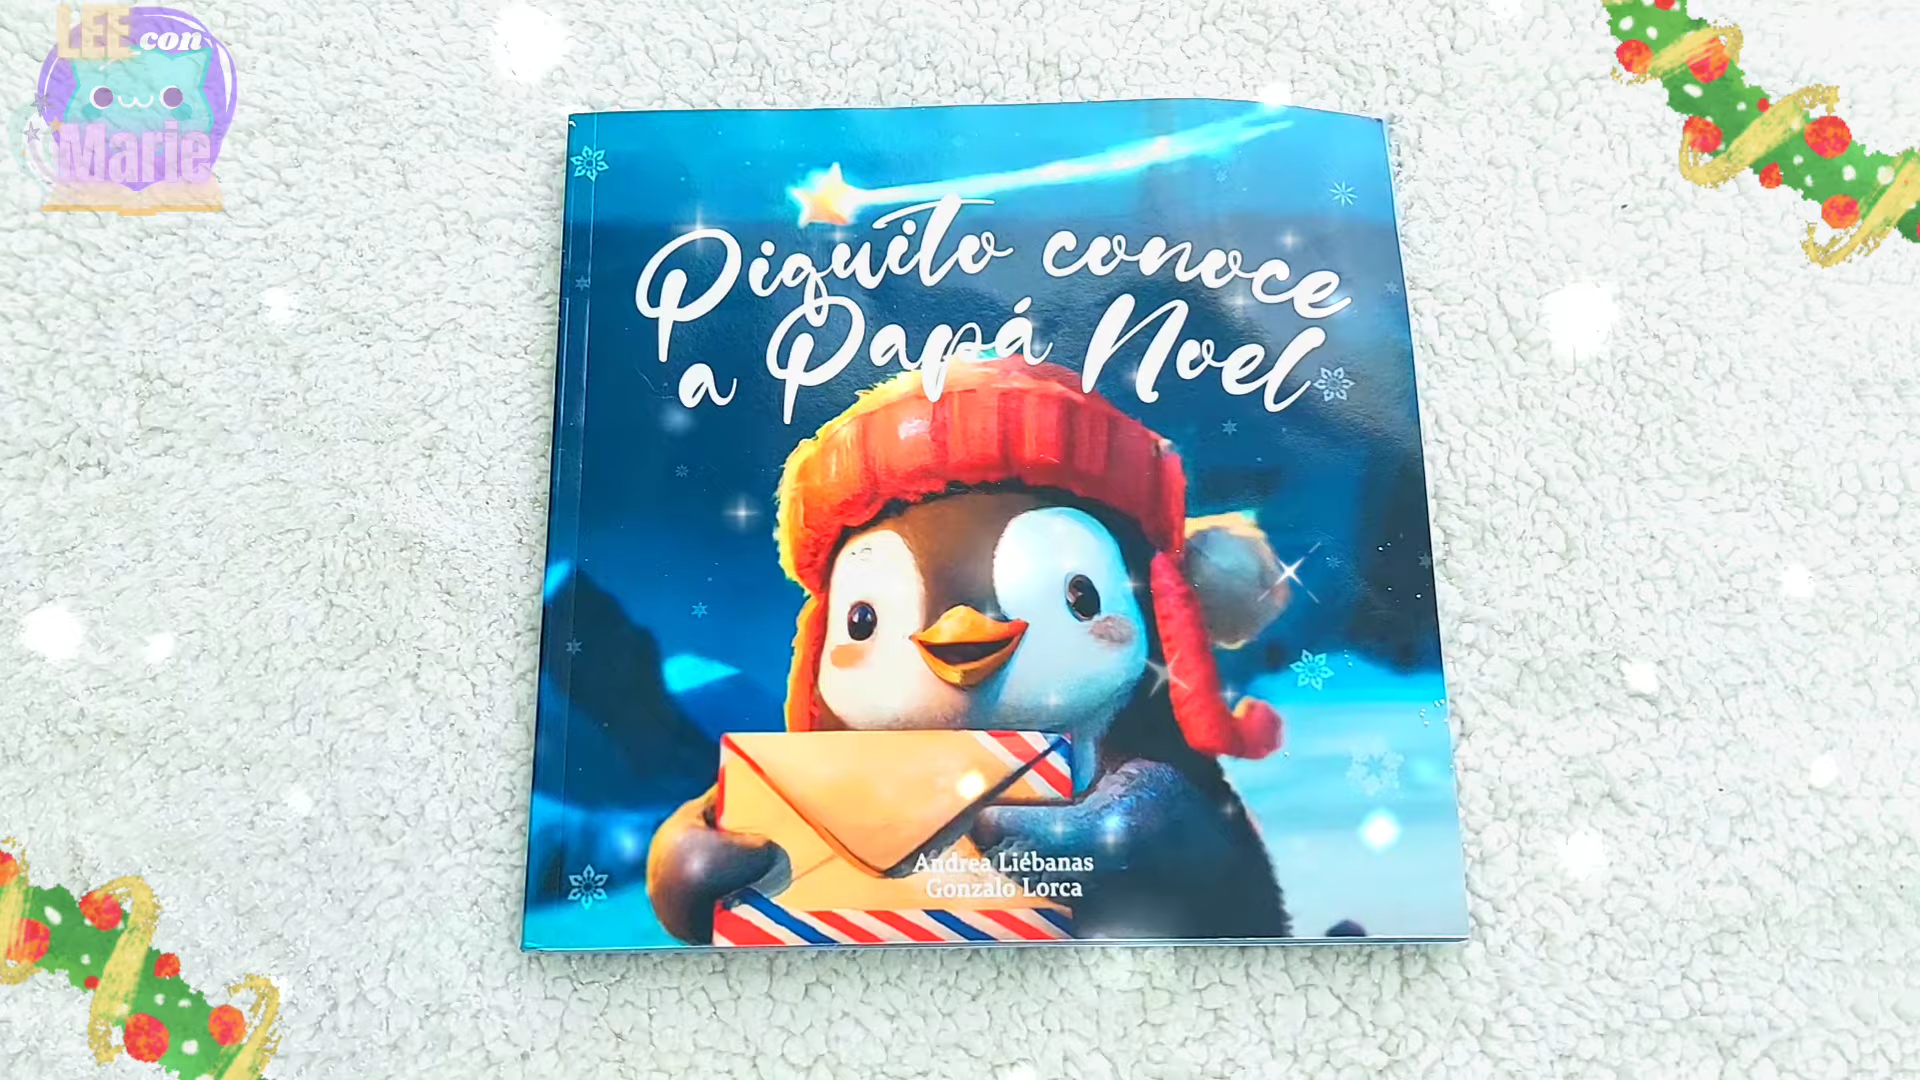 LEE con
Marie
Piquito conoce
a Papá Noel
Andrea Liébanas
Gonzalo Lorca